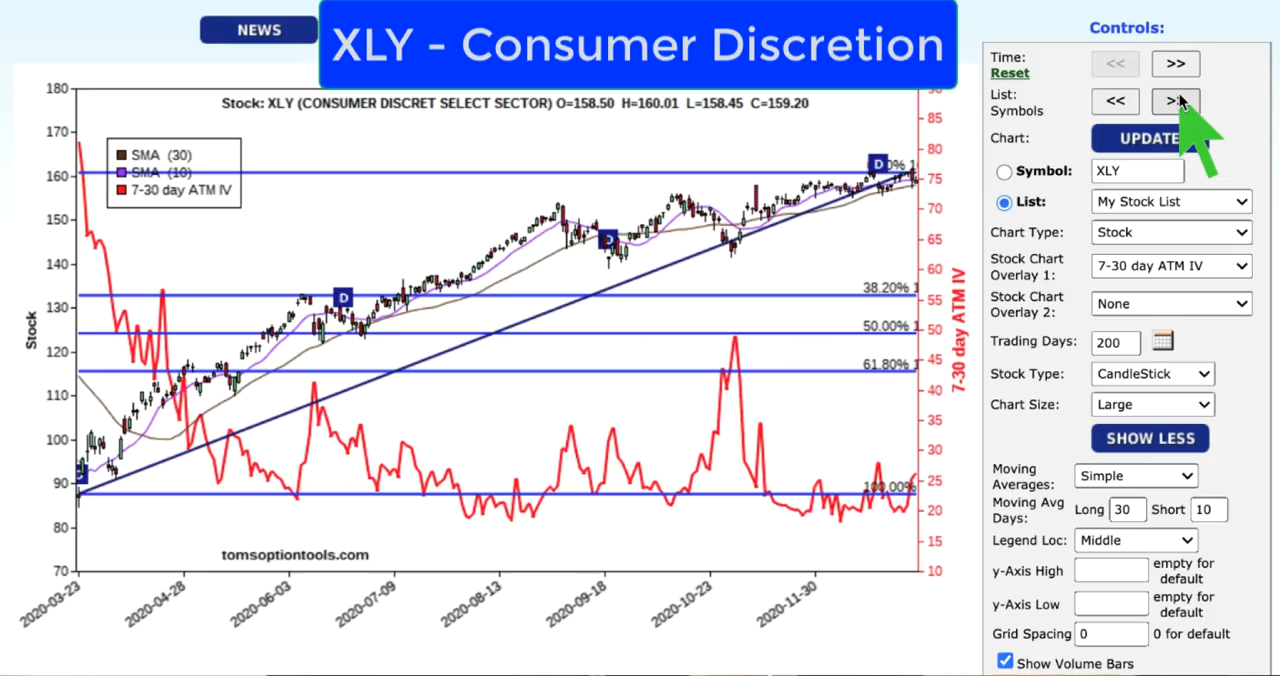 NEWS
XLY - Consumer Discretion
Stock: XLY (CONSUMER DISCRET SELECT SECTOR) O=158.50 H=160.01 L=158.45 C=159.20
SMA (30)
SMA (10)
7-30 day ATM IV
180
170
160
150
140
130
120
110
100
90
80
70
Stock
D
D
D
38.20% 1
50.00% 1
61.80% 1
100.00%
85
80
75
70
65
60
55
50
45
40
35
30
25
20
15
10
7-30 day ATM IV
tomsoptiontools.com
2020-03-23
2020-04-28
2020-06-03
2020-07-09
2020-08-13
2020-09-18
2020-10-23
2020-11-30
Controls:
Time:
Reset
<< >>
List:
Symbols
<<
Chart:
UPDATE
Symbol: XLY
List: My Stock List
Chart Type: Stock
Stock Chart
Overlay 1:
7-30 day ATM IV
Stock Chart
Overlay 2:
None
Trading Days: 200
Stock Type: CandleStick
Chart Size: Large
SHOW LESS
Moving
Averages:
Simple
Moving Avg
Days:
Long 30 Short 10
Legend Loc: Middle
y-Axis High
empty for
default
y-Axis Low
empty for
default
Grid Spacing 0 0 for default
Show Volume Bars